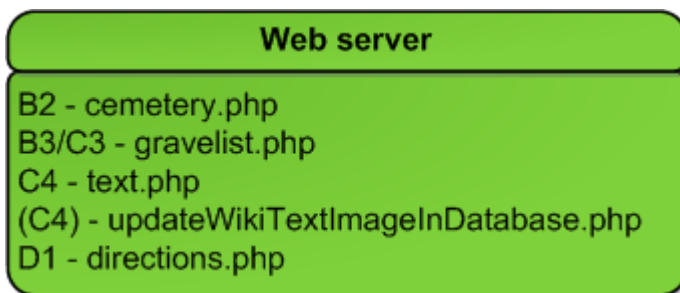 Web server
B2 - cemetery.php
B3/C3 - gravelist.php
C4 - text.php
(C4) - updateWikiTextImageInDatabase.php
D1 - directions.php